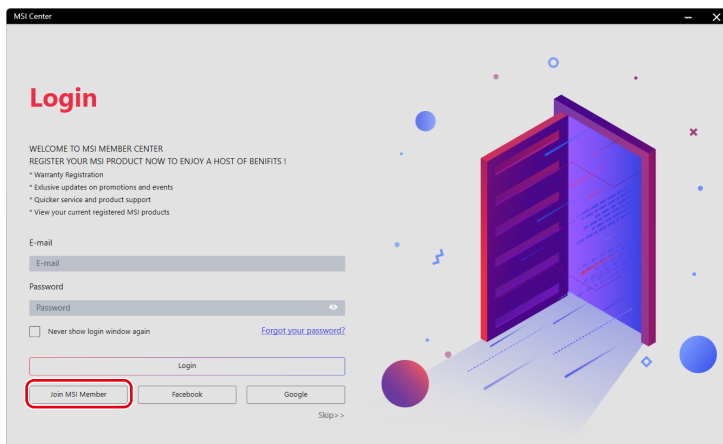 MSI Center
Login
WELCOME TO MSI MEMBER CENTER
REGISTER YOUR MSI PRODUCT NOW TO ENJOY A HOST OF BENIFITS !
* Warranty Registration
* Exlusive updates on promotions and events
* Quicker service and product support
* View your current registered MSI products
E-mail
E-mail
Password
Password
Never show login window again
Forgot your password?
Login
Join MSI Member
Facebook
Google
Skip>>